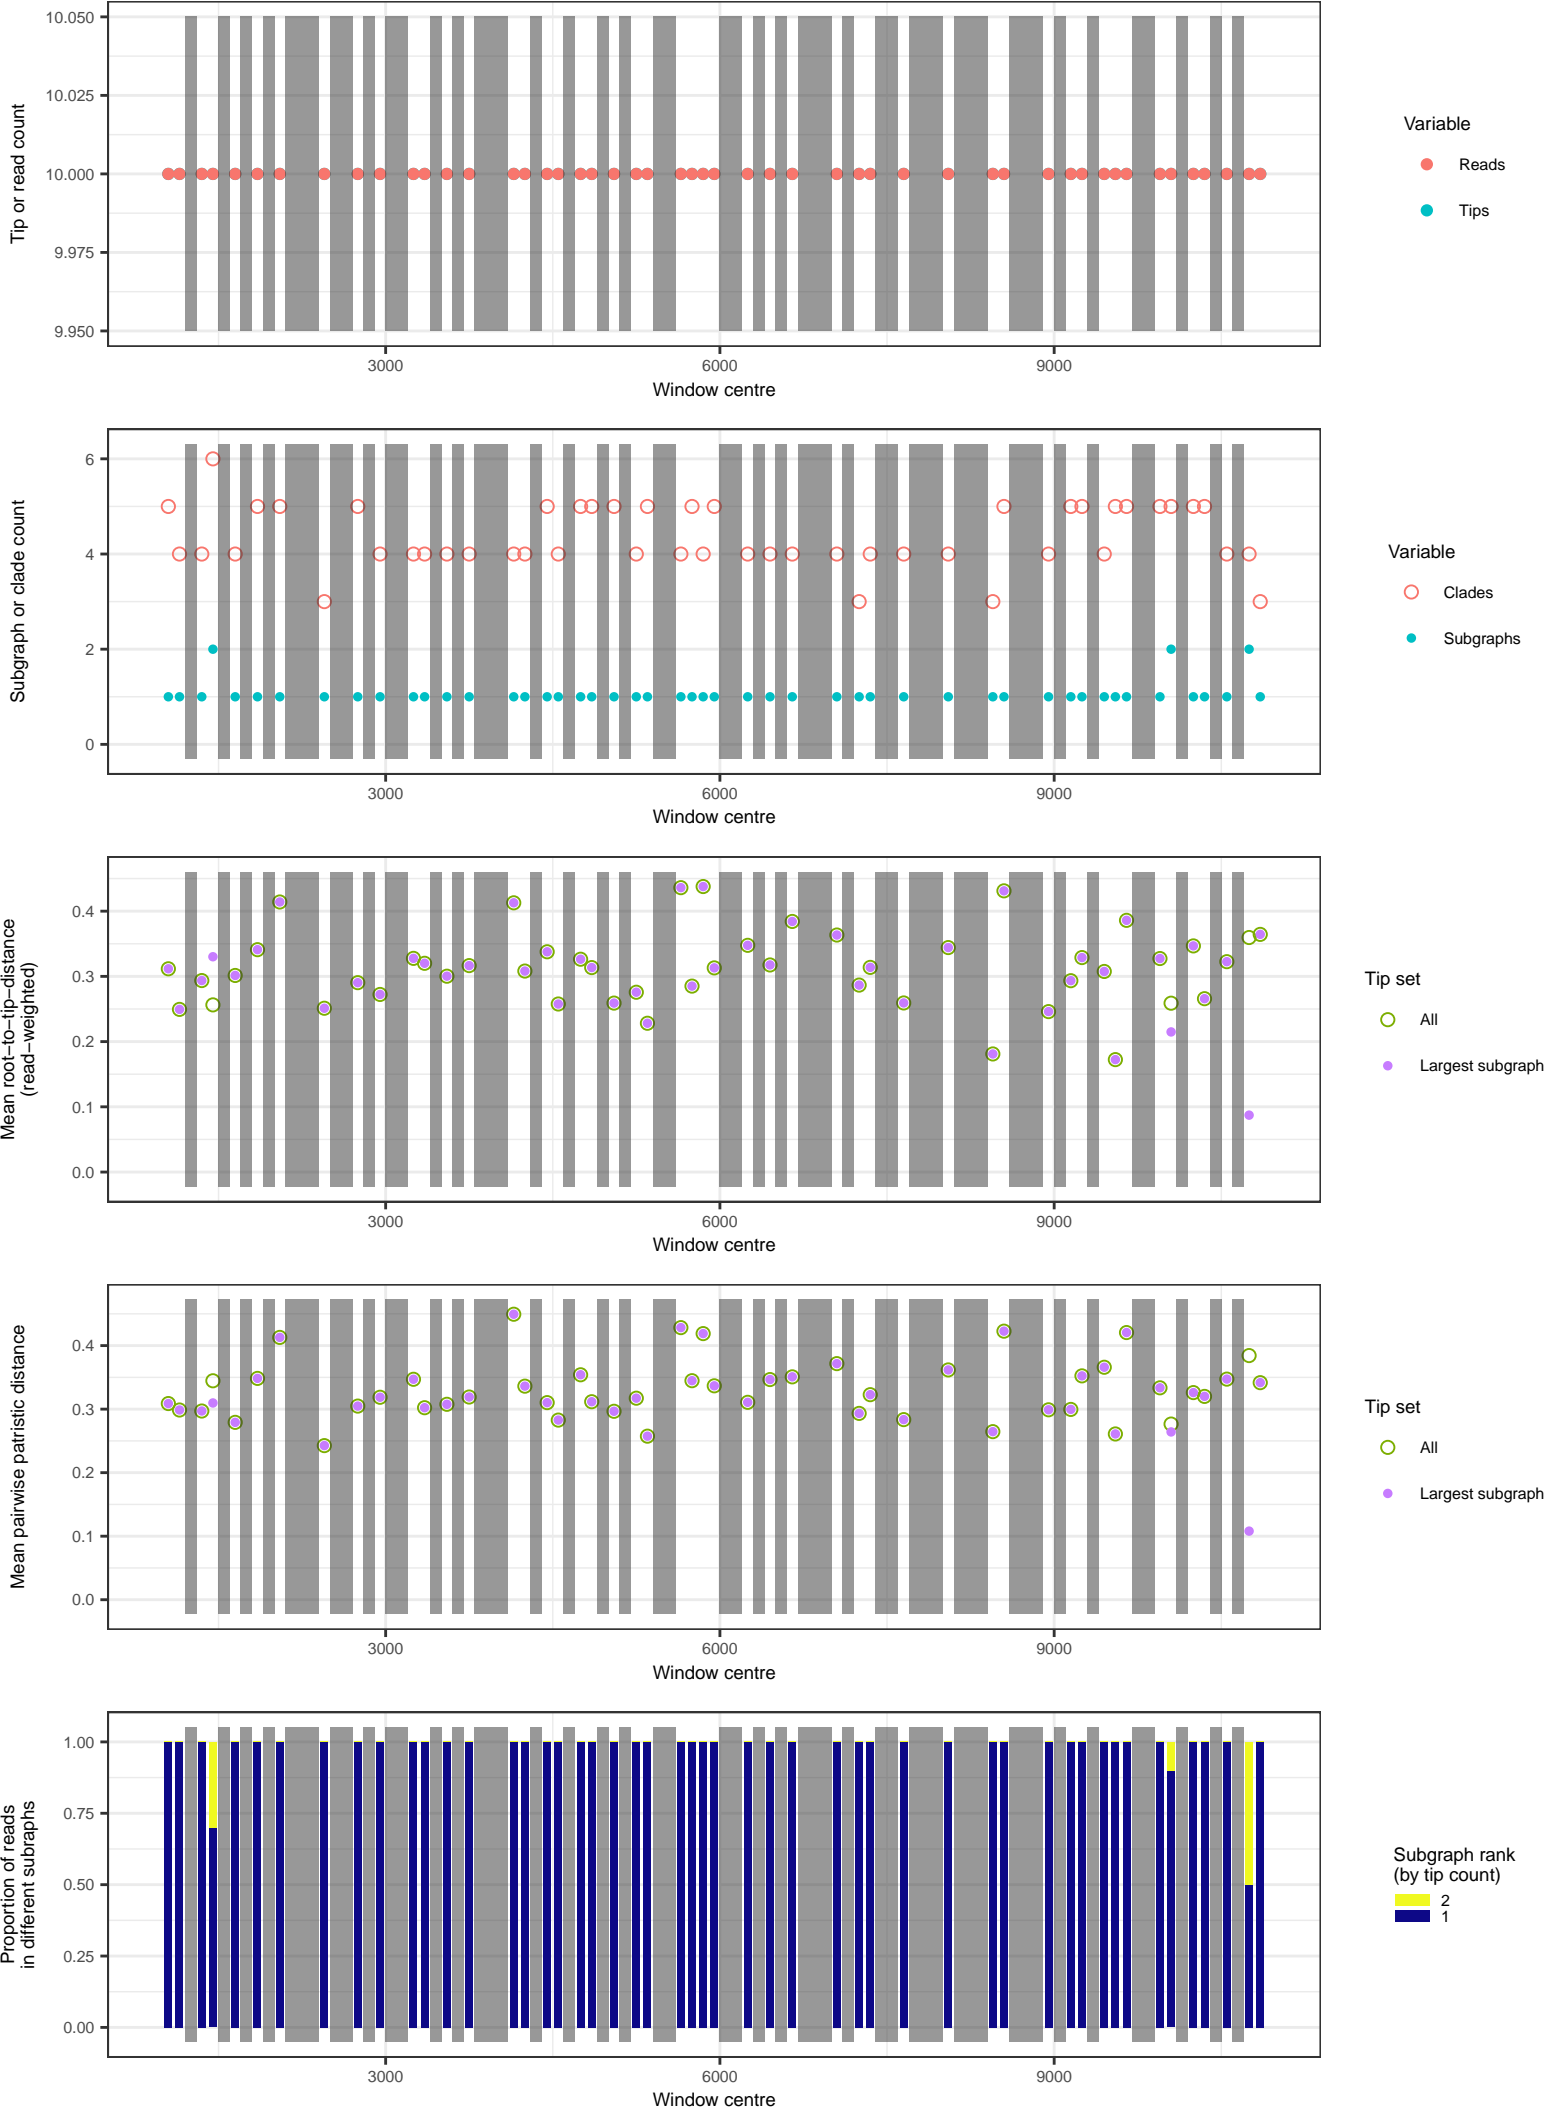 10.050
10.025
10.000
9.975
9.950
Tip or read count
3000
6000
9000
Window centre
Variable
Reads
Tips
6
4
2
0
Subgraph or clade count
3000
6000
9000
Window centre
Variable
Clades
Subgraphs
0.4
0.3
0.2
0.1
0.0
Mean root−to−tip−distance
(read−weighted)
3000
6000
9000
Window centre
Tip set
All
Largest subgraph
0.4
0.3
0.2
0.1
0.0
Mean pairwise patristic distance
3000
6000
9000
Window centre
Tip set
All
Largest subgraph
1.00
0.75
0.50
0.25
0.00
Proportion of reads
in different subraphs
3000
6000
9000
Window centre
Subgraph rank
(by tip count)
2
1